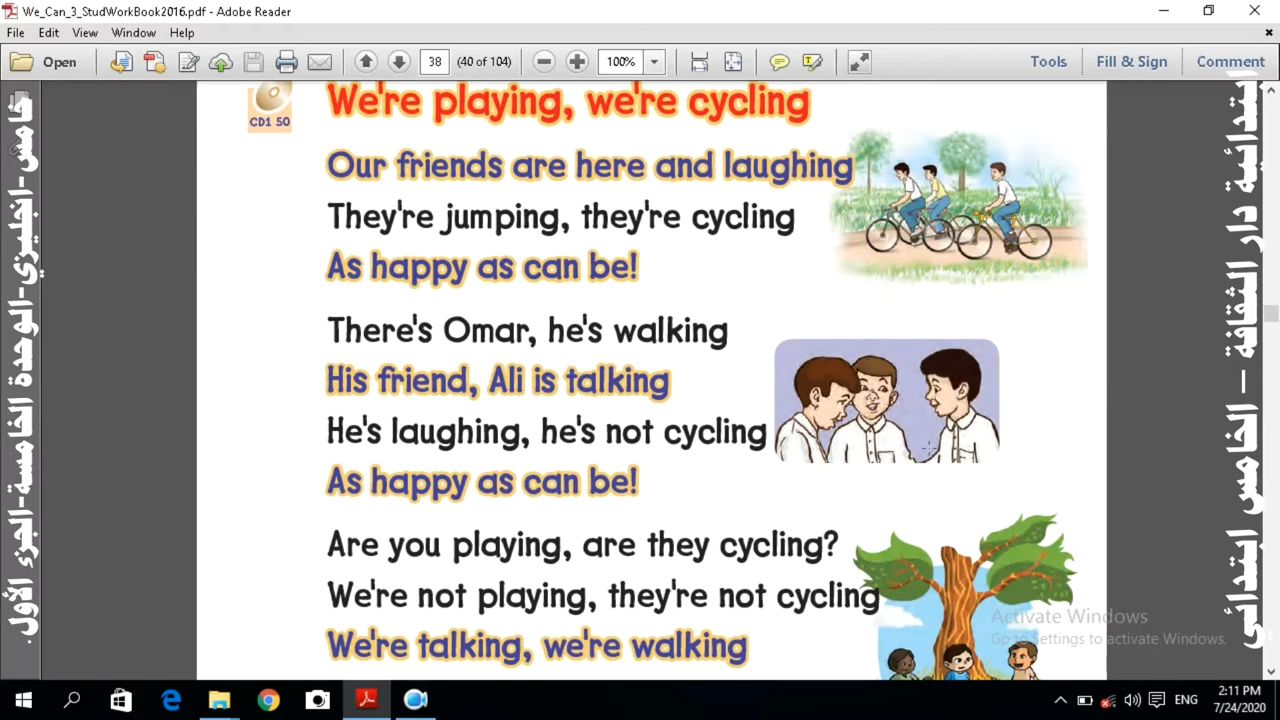 We_Can_3_StudWorkBook2016.pdf - Adobe Reader
File Edit View Window Help
Open 38 (40 of 104) 100% Tools Fill & Sign Comment
CD1 50
We're playing, we're cycling
Our friends are here and laughing
They're jumping, they're cycling
As happy as can be!
There's Omar, he's walking
His friend, Ali is talking
He's laughing, he's not cycling
As happy as can be!
Are you playing, are they cycling?
We're not playing, they're not cycling
We're talking, we're walking
خامس-انجليزي-الوحدة الخامسة-الجزء الأول.
ابتدائية دار الثقافة – الخامس ابتدائي
Activate Windows
Go to Settings to activate Windows.
ENG
2:11 PM
7/24/2020